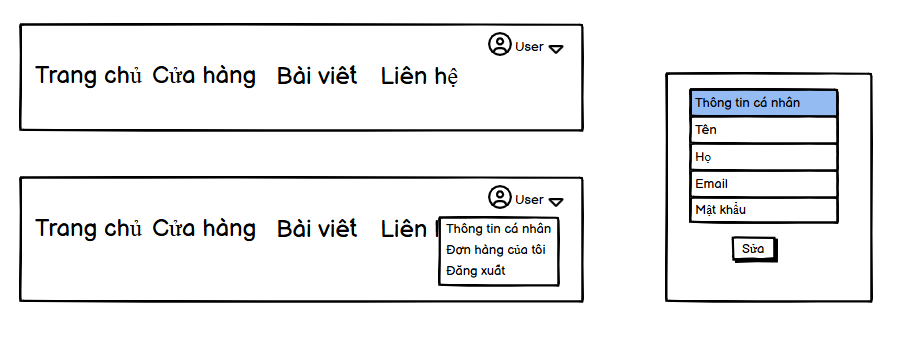 User
Trang chủ Cửa hàng Bài viết Liên hệ
User
Trang chủ Cửa hàng Bài viết Liên h
Thông tin cá nhân
Đơn hàng của tôi
Đăng xuất
Thông tin cá nhân
Tên
Họ
Email
Mật khẩu
Sửa